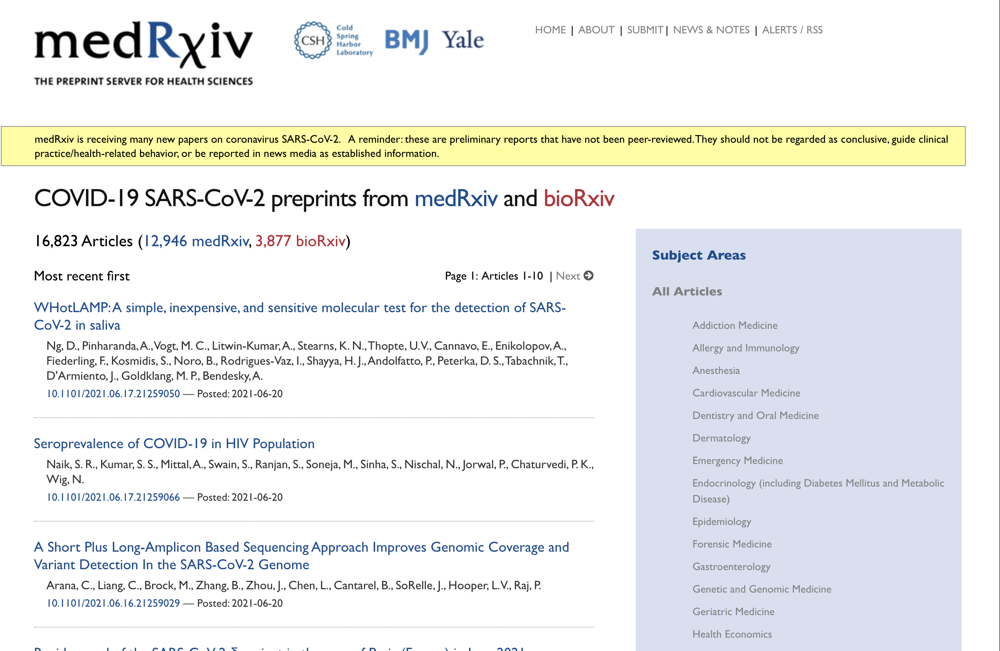 medRxiv
THE PREPRINT SERVER FOR HEALTH SCIENCES
CSH
Cold
Spring
Harbor
Laboratory
BMJ
Yale
HOME | ABOUT | SUBMIT | NEWS & NOTES | ALERTS / RSS
medRxiv is receiving many new papers on coronavirus SARS-CoV-2. A reminder: these are preliminary reports that have not been peer-reviewed. They should not be regarded as conclusive, guide clinical
practice/health-related behavior, or be reported in news media as established information.
COVID-19 SARS-CoV-2 preprints from medRxiv and bioRxiv
16,823 Articles (12,946 medRxiv, 3,877 bioRxiv)
Most recent first
Page 1: Articles 1-10 | Next
WHotLAMP: A simple, inexpensive, and sensitive molecular test for the detection of SARS-
CoV-2 in saliva
Ng, D., Pinharanda, A., Vogt, M. C., Litwin-Kumar, A., Stearns, K. N., Thopte, U. V., Cannavo, E., Enikolopov, A.,
Fiederling, F., Kosmidis, S., Noro, B., Rodrigues-Vaz, I., Shayya, H. J., Andolfatto, P., Peterka, D. S., Tabachnik, T.,
D'Armiento, J., Goldklang, M. P., Bendesky, A.
10.1101/2021.06.17.21259050 — Posted: 2021-06-20
Seroprevalence of COVID-19 in HIV Population
Naik, S. R., Kumar, S. S., Mittal, A., Swain, S., Ranjan, S., Soneja, M., Sinha, S., Nischal, N., Jorwal, P., Chaturvedi, P. K.,
Wig, N.
10.1101/2021.06.17.21259066 — Posted: 2021-06-20
A Short Plus Long-Amplicon Based Sequencing Approach Improves Genomic Coverage and
Variant Detection In the SARS-CoV-2 Genome
Arana, C., Liang, C., Brock, M., Zhang, B., Zhou, J., Chen, L., Cantarel, B., SoRelle, J., Hooper, L. V., Raj, P.
10.1101/2021.06.16.21259029 — Posted: 2021-06-20
Subject Areas
All Articles
Addiction Medicine
Allergy and Immunology
Anesthesia
Cardiovascular Medicine
Dentistry and Oral Medicine
Dermatology
Emergency Medicine
Endocrinology (including Diabetes Mellitus and Metabolic
Disease)
Epidemiology
Forensic Medicine
Gastroenterology
Genetic and Genomic Medicine
Geriatric Medicine
Health Economics